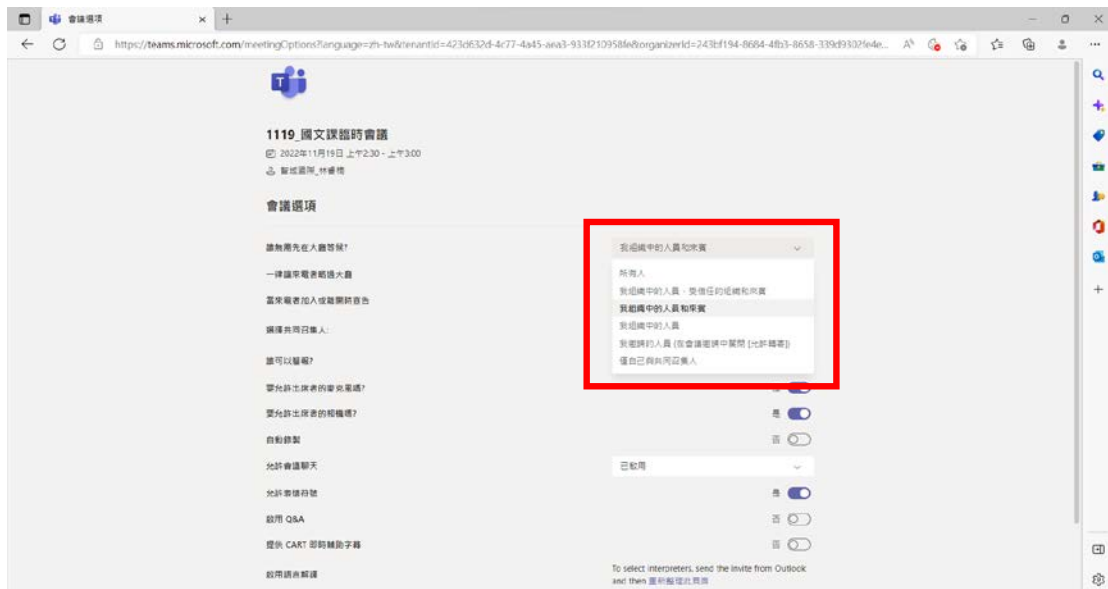 會議選項
https://teams.microsoft.com/meetingOptions?language=zh-tw&tenantId=423d632d-4c77-4a45-aea3-933f210958fe&organizerId=243bf194-8684-4fb3-8658-339d9302fe4e...
1119_國文課臨時會議
2022年11月19日 上午2:30 - 上午3:00
會議選項
誰無需先在大廳等候?
我組織中的人員和來賓
一律讓來電者略過大廳
所有人
我組織中的人員、受信任的組織和來賓
當來電者加入或離開時宣告
我組織中的人員和來賓
選擇共同召集人:
我組織中的人員
我邀請的人員 (在會議邀請中關閉 [允許轉寄])
誰可以簡報?
僅自己與共同召集人
要允許出席者的麥克風嗎?
是
要允許出席者的相機嗎?
是
自動錄製
否
允許會議聊天
已啟用
允許表情符號
是
啟用 Q&A
否
提供 CART 即時輔助字幕
否
啟用語言解譯
To select interpreters, send the invite from Outlook
and then 重新整理此頁面